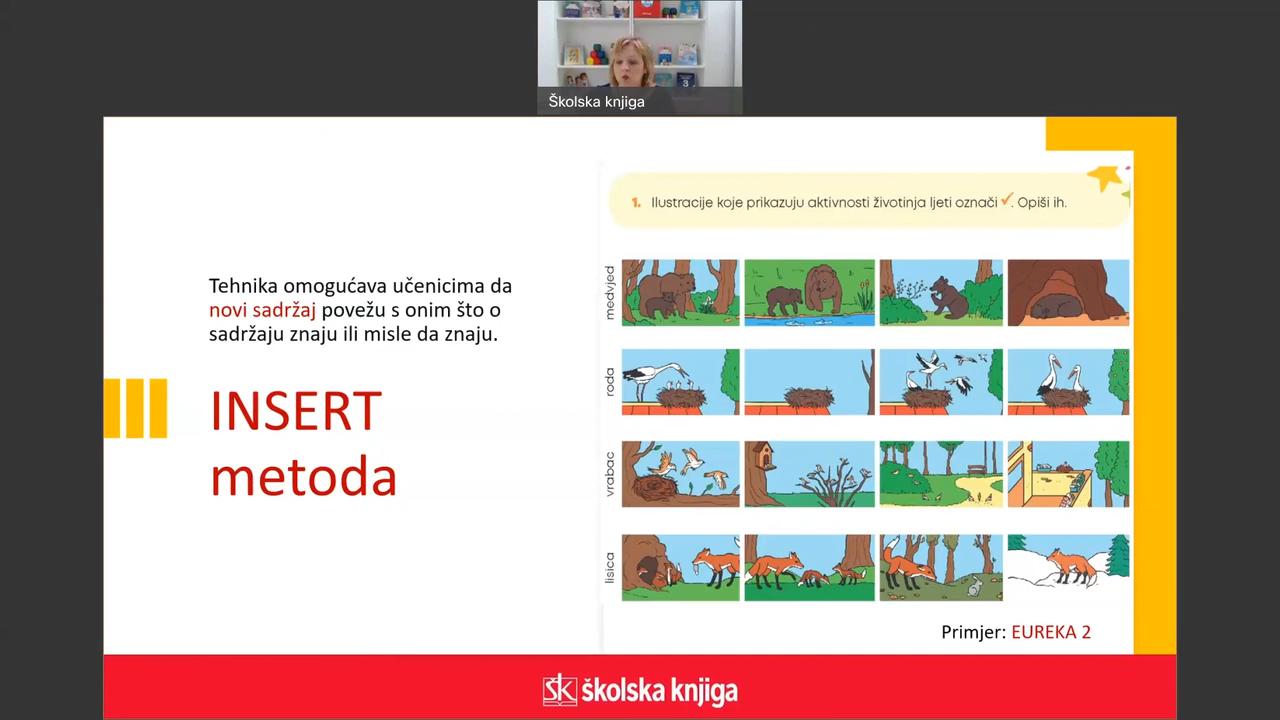 Školska knjiga
Tehnika omogućava učenicima da
novi sadržaj povežu s onim što o
sadržaju znaju ili misle da znaju.
INSERT
metoda
1. Ilustracije koje prikazuju aktivnosti životinja ljeti označi ✓. Opiši ih.
medvjed
roda
vrabac
lisica
Primjer: EUREKA 2
ŠK školska knjiga